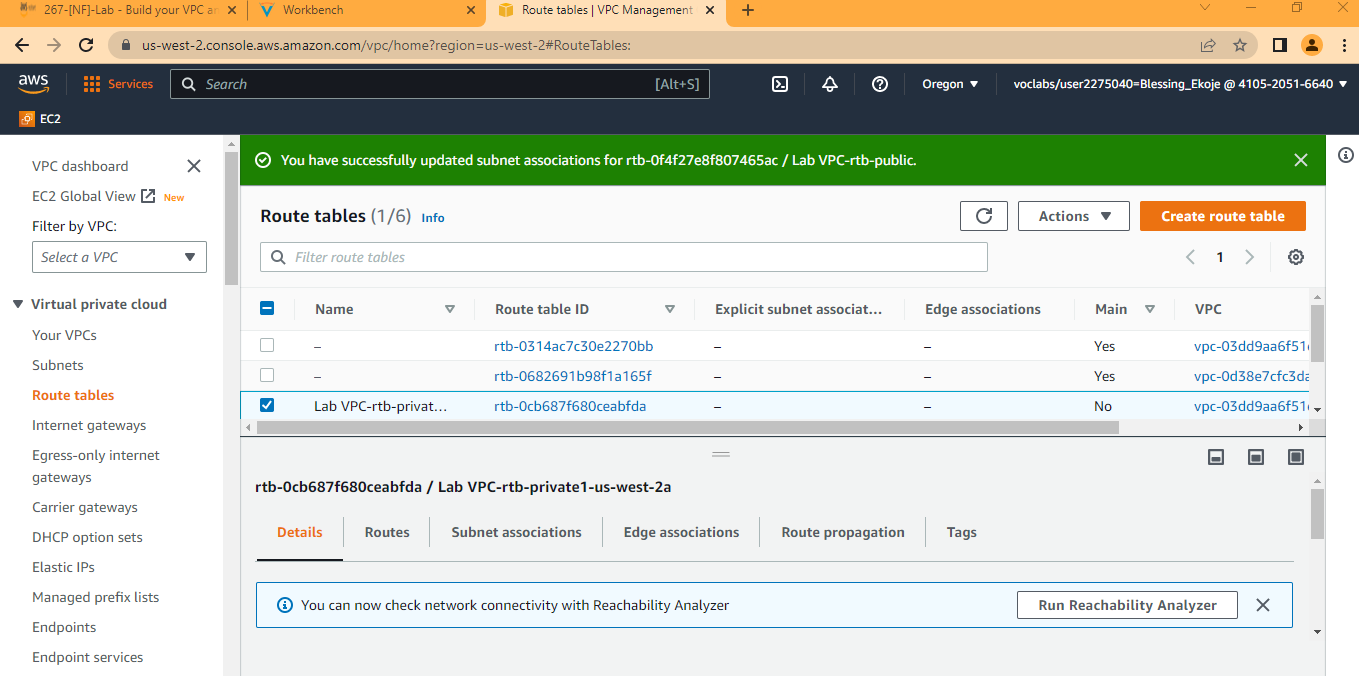 267-[NF]-Lab - Build your VPC an
Workbench
Route tables | VPC Management
us-west-2.console.aws.amazon.com/vpc/home?region=us-west-2#RouteTables:
aws
Services
Search
[Alt+S]
Oregon
voclabs/user2275040=Blessing_Ekoje @ 4105-2051-6640
EC2
VPC dashboard
EC2 Global View
New
Filter by VPC:
Select a VPC
Virtual private cloud
Your VPCs
Subnets
Route tables
Internet gateways
Egress-only internet
gateways
Carrier gateways
DHCP option sets
Elastic IPs
Managed prefix lists
Endpoints
Endpoint services
You have successfully updated subnet associations for rtb-0f4f27e8f807465ac / Lab VPC-rtb-public.
Route tables (1/6) Info
Actions
Create route table
Filter route tables
1
Name Route table ID Explicit subnet associat... Edge associations Main VPC
– rtb-0314ac7c30e2270bb – – Yes vpc-03dd9aa6f51
– rtb-0682691b98f1a165f – – Yes vpc-0d38e7cfc3da
Lab VPC-rtb-privat... rtb-0cb687f680ceabfda – – No vpc-03dd9aa6f51
rtb-0cb687f680ceabfda / Lab VPC-rtb-private1-us-west-2a
Details Routes Subnet associations Edge associations Route propagation Tags
You can now check network connectivity with Reachability Analyzer
Run Reachability Analyzer